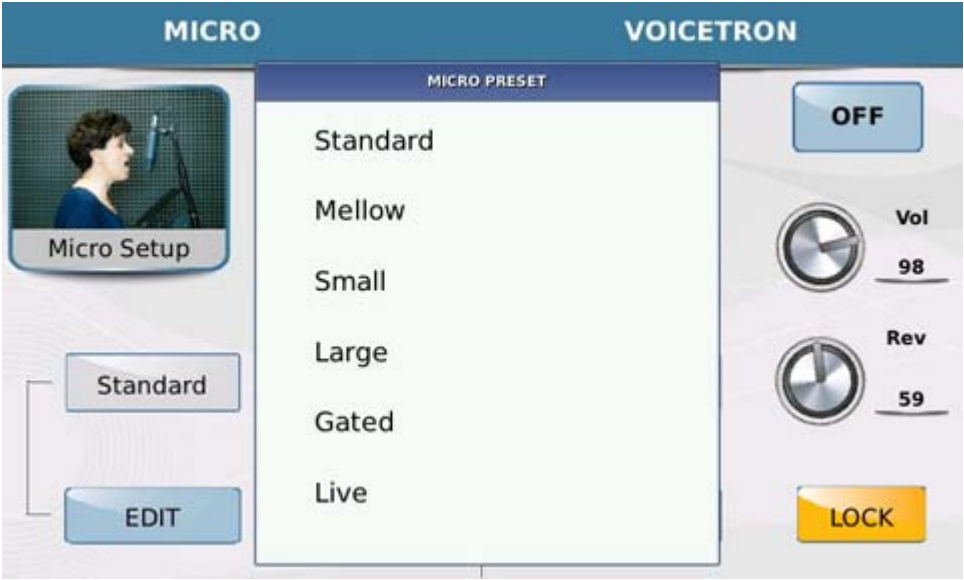 MICRO
VOICETRON
MICRO PRESET
Standard
Mellow
Small
Large
Gated
Live
Micro Setup
Standard
EDIT
OFF
Vol
98
Rev
59
LOCK